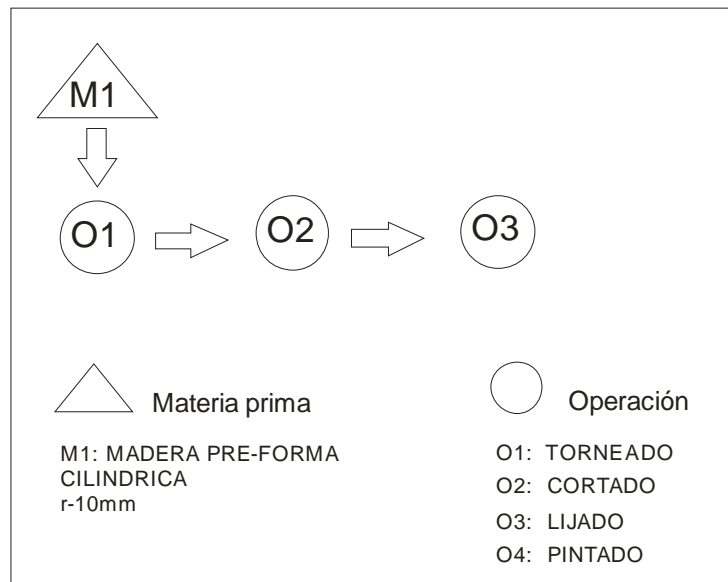 M1
O1
O2
O3
Materia prima
M1: MADERA PRE-FORMA
CILINDRICA
r-10mm
Operación
O1: TORNEADO
O2: CORTADO
O3: LIJADO
O4: PINTADO